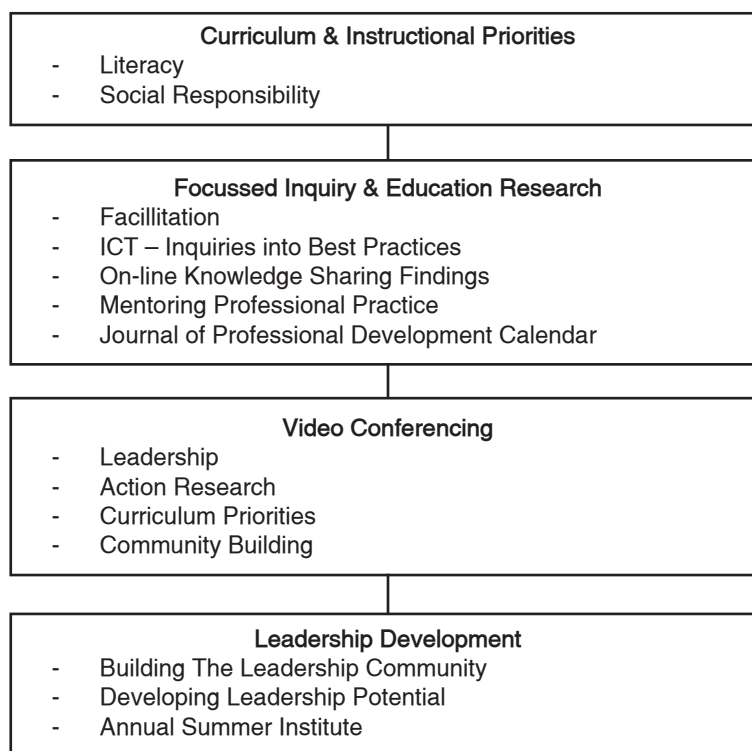 Curriculum & Instructional Priorities
- Literacy
- Social Responsibility
Focussed Inquiry & Education Research
- Facillitation
- ICT – Inquiries into Best Practices
- On-line Knowledge Sharing Findings
- Mentoring Professional Practice
- Journal of Professional Development Calendar
Video Conferencing
- Leadership
- Action Research
- Curriculum Priorities
- Community Building
Leadership Development
- Building The Leadership Community
- Developing Leadership Potential
- Annual Summer Institute